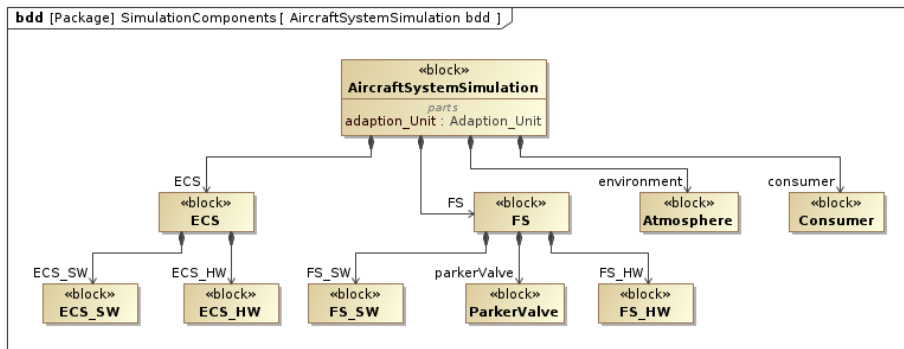 bdd [Package] SimulationComponents [ AircraftSystemSimulation bdd ]
«block»
AircraftSystemSimulation
parts
adaption_Unit : Adaption_Unit
ECS
FS
environment
consumer
«block»
ECS
«block»
FS
«block»
Atmosphere
«block»
Consumer
ECS_SW
ECS_HW
FS_SW
parkerValve
FS_HW
«block»
ECS_SW
«block»
ECS_HW
«block»
FS_SW
«block»
ParkerValve
«block»
FS_HW